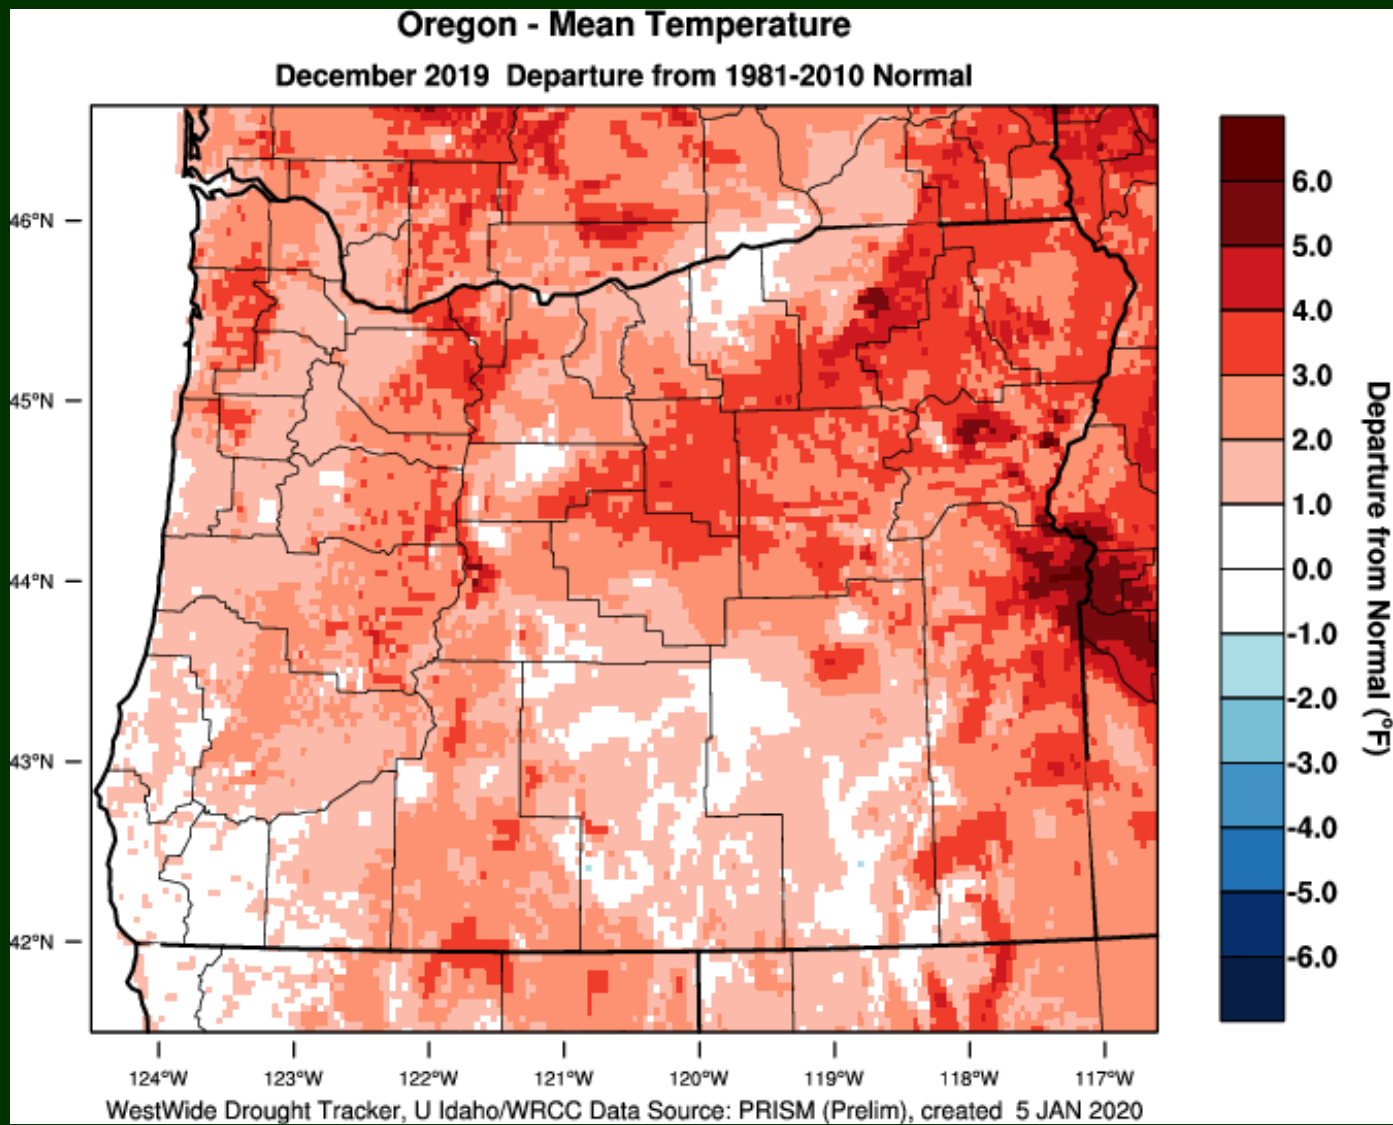 Oregon - Mean Temperature
December 2019 Departure from 1981-2010 Normal
46°N
45°N
44°N
43°N
42°N
124°W 123°W 122°W 121°W 120°W 119°W 118°W 117°W
6.0
5.0
4.0
3.0
2.0
1.0
0.0
-1.0
-2.0
-3.0
-4.0
-5.0
-6.0
Departure from Normal (°F)
WestWide Drought Tracker, U Idaho/WRCC Data Source: PRISM (Prelim), created 5 JAN 2020